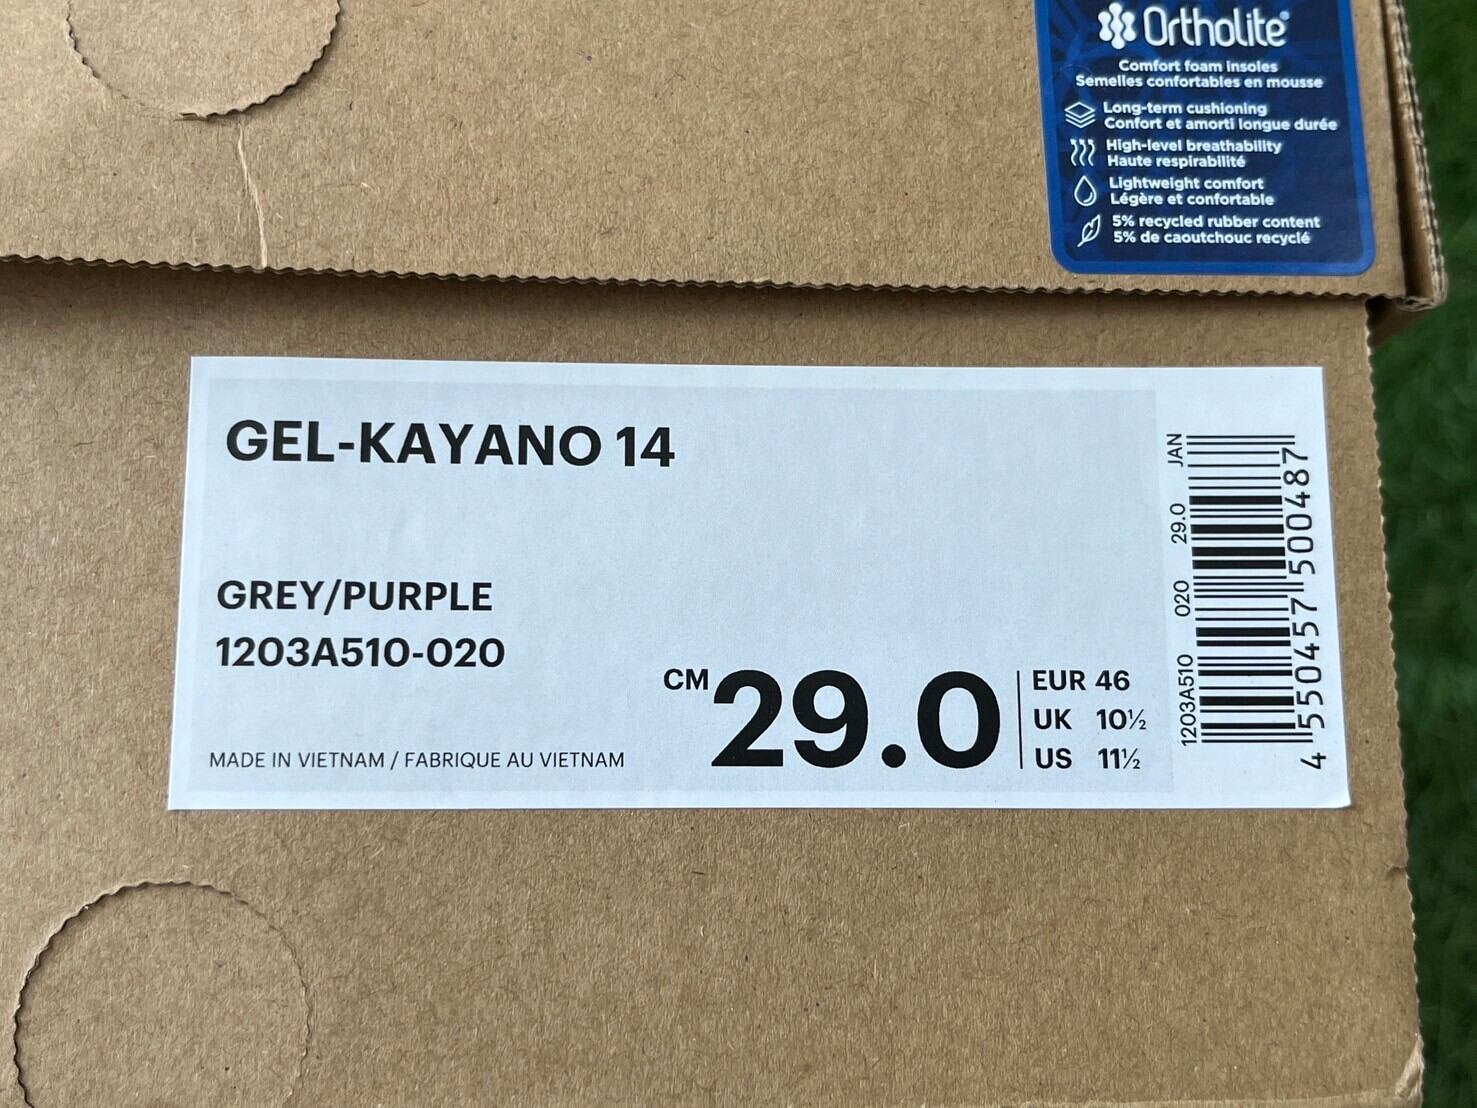 Ortholite®
Comfort foam insoles
Semelles confortables en mousse
Long-term cushioning
Confort et amorti longue durée
High-level breathability
Haute respirabilité
Lightweight comfort
Légère et confortable
5% recycled rubber content
5% de caoutchouc recyclé
GEL-KAYANO 14
GREY/PURPLE
1203A510-020
MADE IN VIETNAM / FABRIQUE AU VIETNAM
CM 29.0
EUR 46
UK 10½
US 11½
1203A510 020 29.0 JAN
4 550457 500487